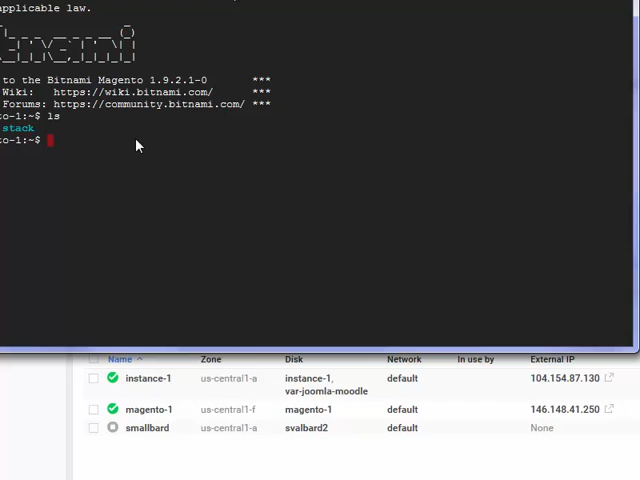 applicable law.
to the Bitnami Magento 1.9.2.1-0 ***
Wiki: https://wiki.bitnami.com/ ***
Forums: https://community.bitnami.com/ ***
to-1:~$ ls
stack
to-1:~$
Name Zone Disk Network In use by External IP
instance-1 us-central1-a instance-1, var-joomla-moodle default 104.154.87.130
magento-1 us-central1-f magento-1 default 146.148.41.250
smallbard us-central1-a svalbard2 default None